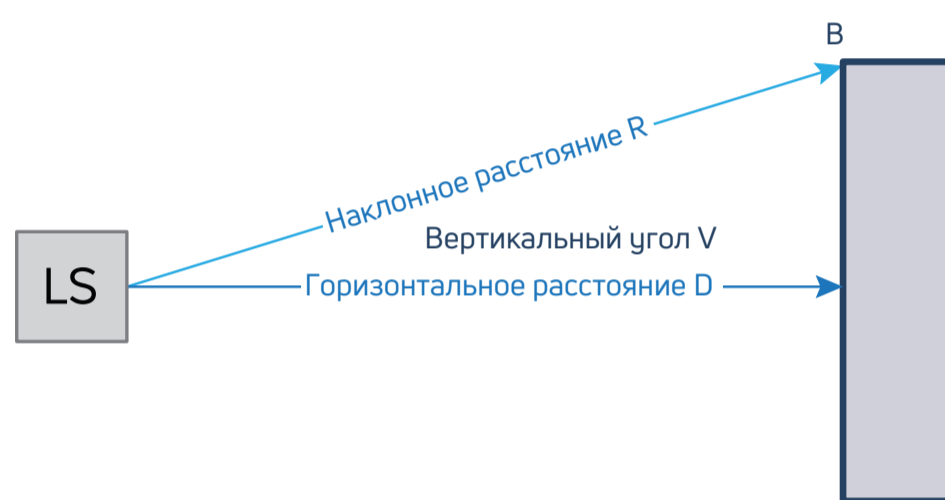 B
Наклонное расстояние R
Вертикальный угол V
LS
Горизонтальное расстояние D